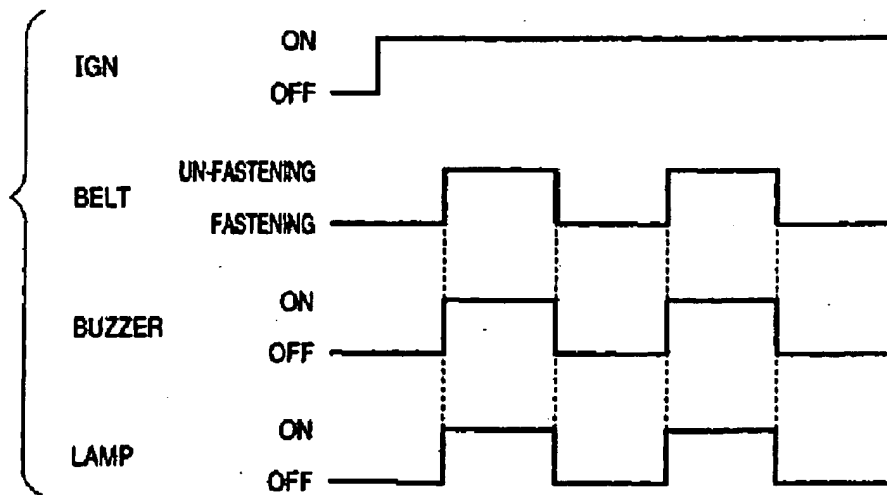 IGN
ON
OFF
BELT
UN-FASTENING
FASTENING
BUZZER
ON
OFF
LAMP
ON
OFF